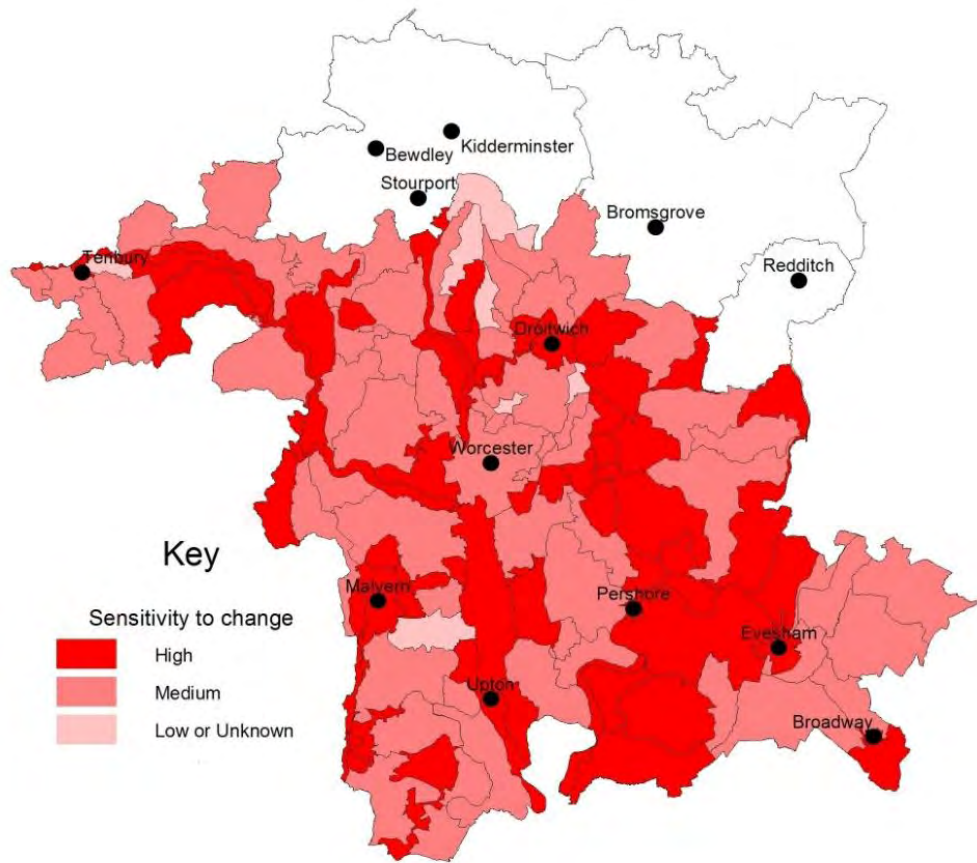 Kidderminster
Bewdley
Stourport
Bromsgrove
Tenbury
Redditch
Droitwich
Worcester
Key
Malvern
Pershore
Sensitivity to change
Evesham
High
Medium
Upton
Low or Unknown
Broadway